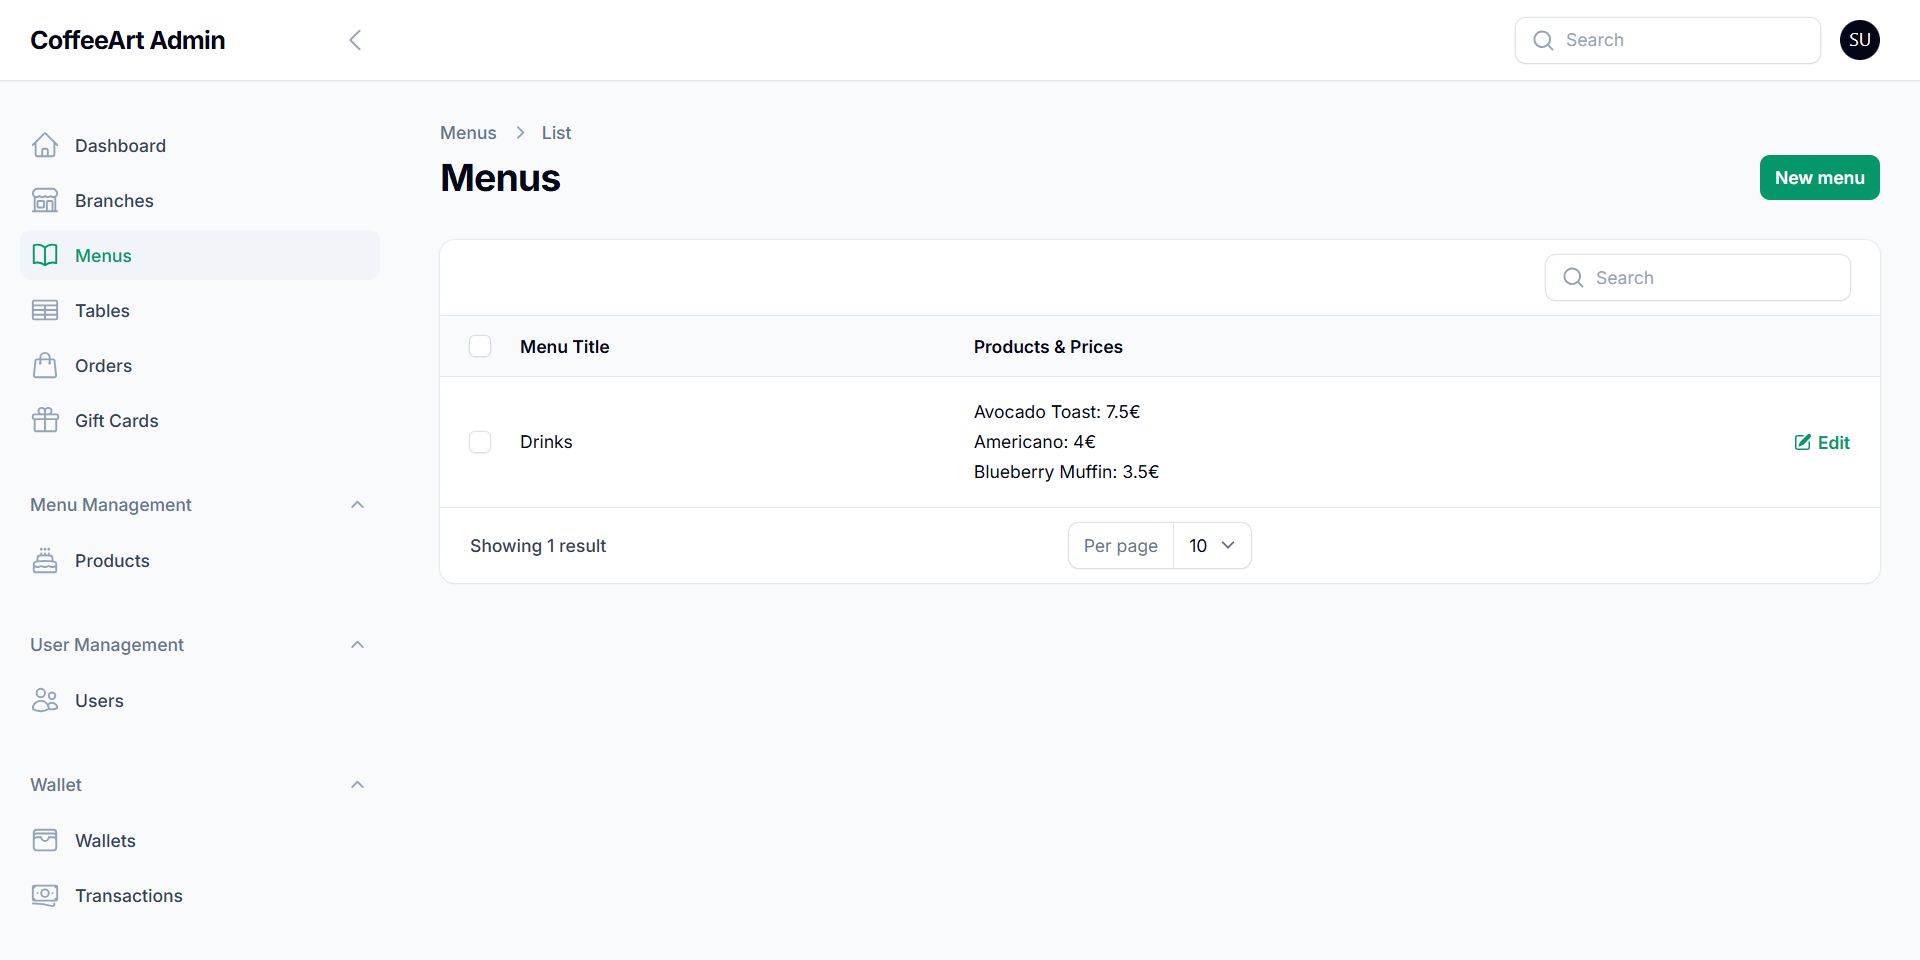 CoffeeArt Admin
Search
SU
Dashboard
Branches
Menus
Tables
Orders
Gift Cards
Menu Management
Products
User Management
Users
Wallet
Wallets
Transactions
Menus
List
Menus
New menu
Search
Menu Title
Products & Prices
Drinks
Avocado Toast: 7.5€
Americano: 4€
Blueberry Muffin: 3.5€
Edit
Showing 1 result
Per page
10